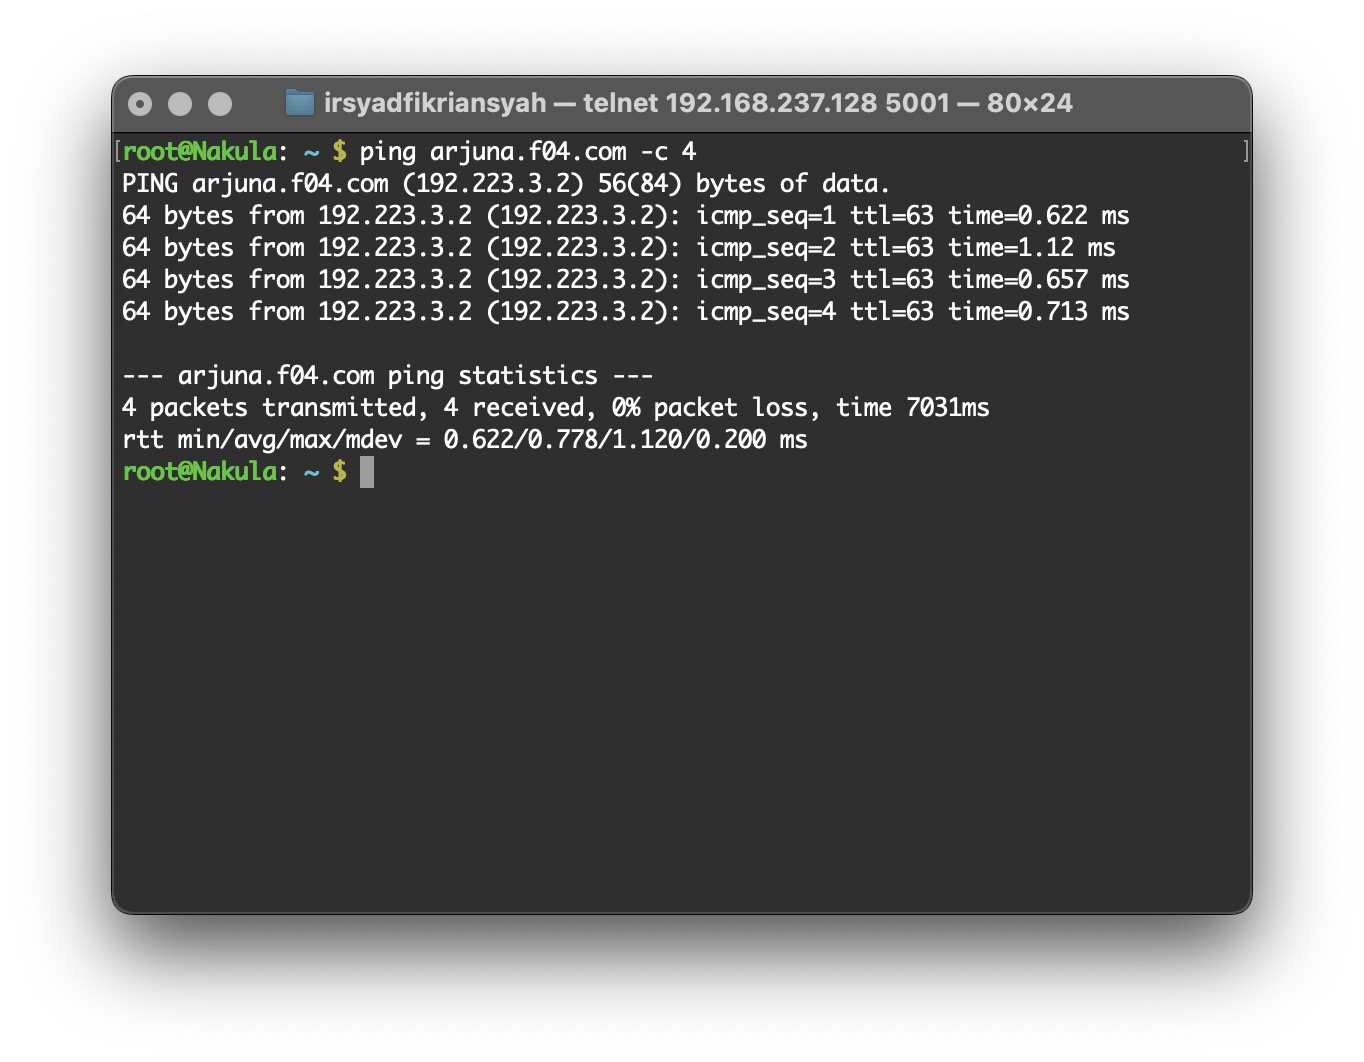 irsyadfikriansyah — telnet 192.168.237.128 5001 — 80×24
[root@Nakula: ~ $ ping arjuna.f04.com -c 4 ]
PING arjuna.f04.com (192.223.3.2) 56(84) bytes of data.
64 bytes from 192.223.3.2 (192.223.3.2): icmp_seq=1 ttl=63 time=0.622 ms
64 bytes from 192.223.3.2 (192.223.3.2): icmp_seq=2 ttl=63 time=1.12 ms
64 bytes from 192.223.3.2 (192.223.3.2): icmp_seq=3 ttl=63 time=0.657 ms
64 bytes from 192.223.3.2 (192.223.3.2): icmp_seq=4 ttl=63 time=0.713 ms
--- arjuna.f04.com ping statistics ---
4 packets transmitted, 4 received, 0% packet loss, time 7031ms
rtt min/avg/max/mdev = 0.622/0.778/1.120/0.200 ms
root@Nakula: ~ $